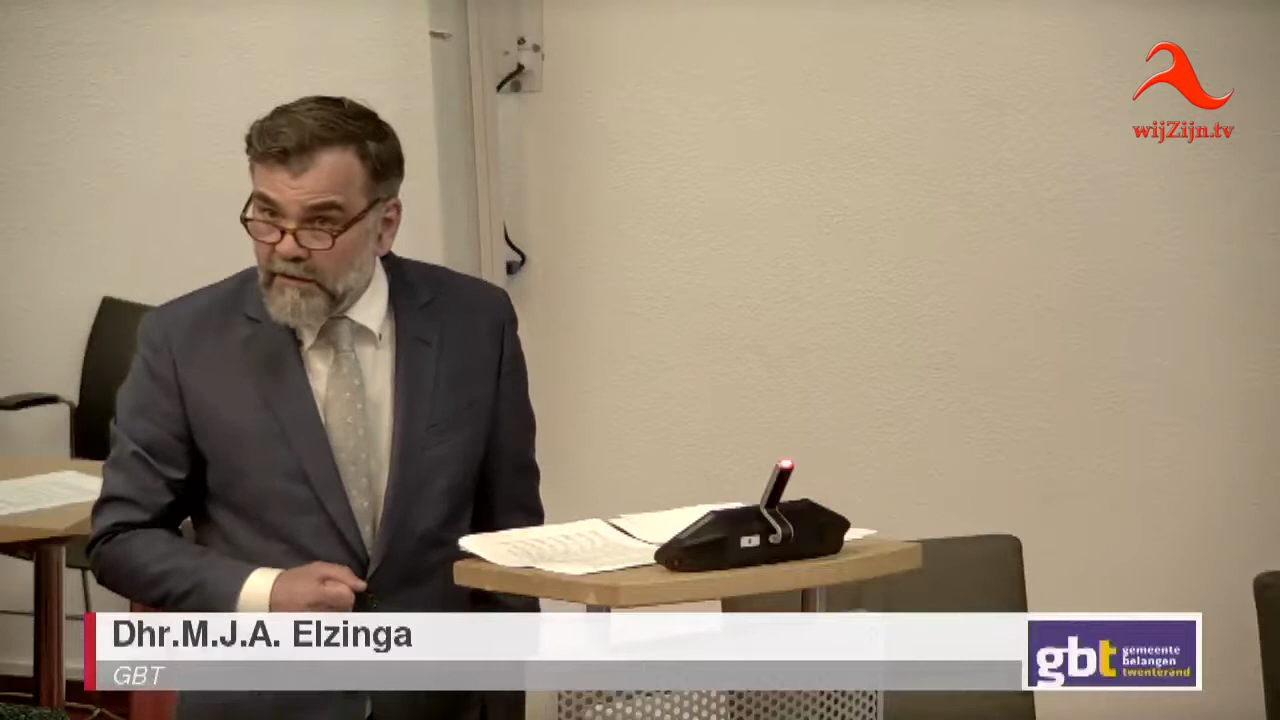 wijZijn.tv
Dhr.M.J.A. Elzinga
GBT
gbt
gemeente
belangen
twenterand